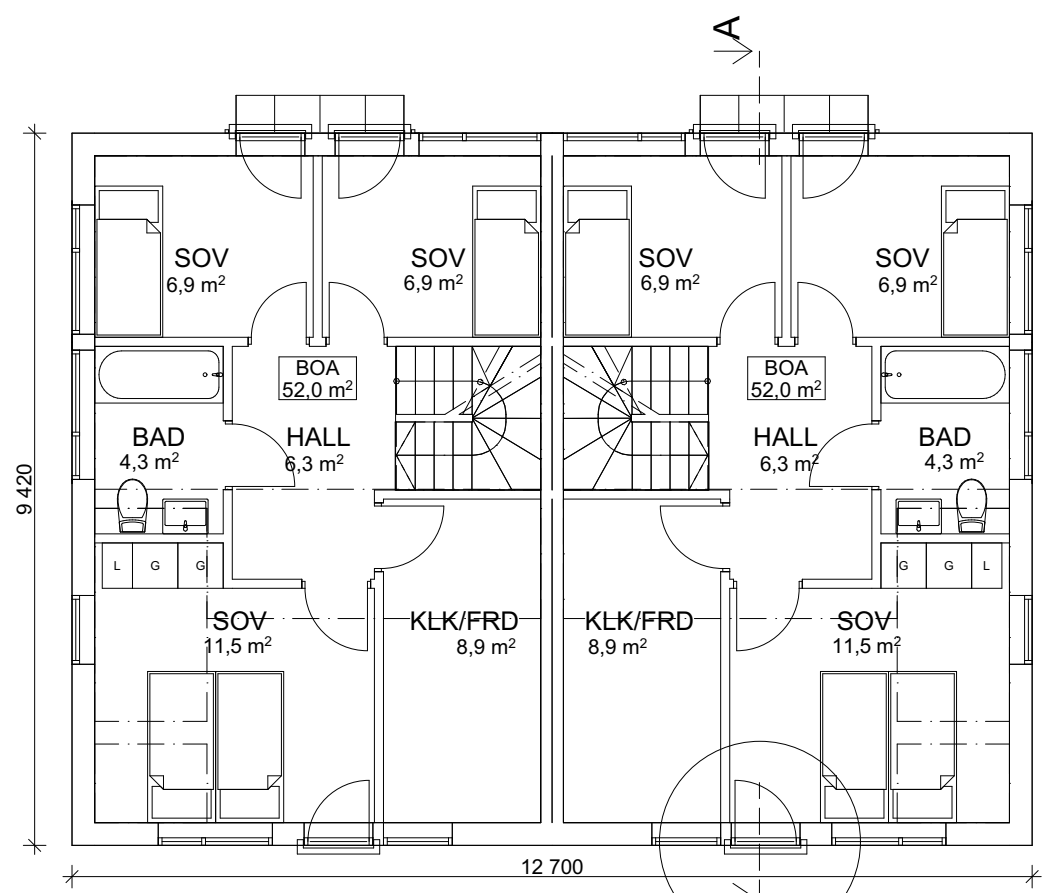 A
SOV
6,9 m²
SOV
6,9 m²
SOV
6,9 m²
SOV
6,9 m²
BOA
52,0 m²
BOA
52,0 m²
BAD
4,3 m²
HALL
6,3 m²
HALL
6,3 m²
BAD
4,3 m²
9 420
L G G
G G L
SOV
11,5 m²
KLK/FRD
8,9 m²
KLK/FRD
8,9 m²
SOV
11,5 m²
12 700